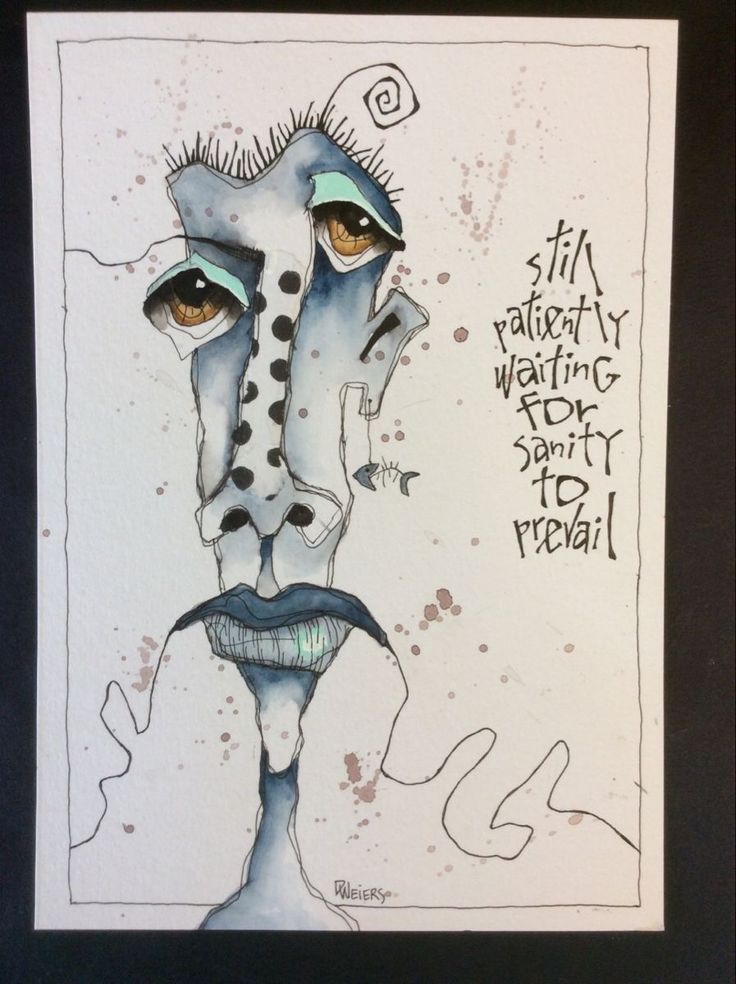 still
patiently
waiting
for
sanity
to
prevail
DWEIERS